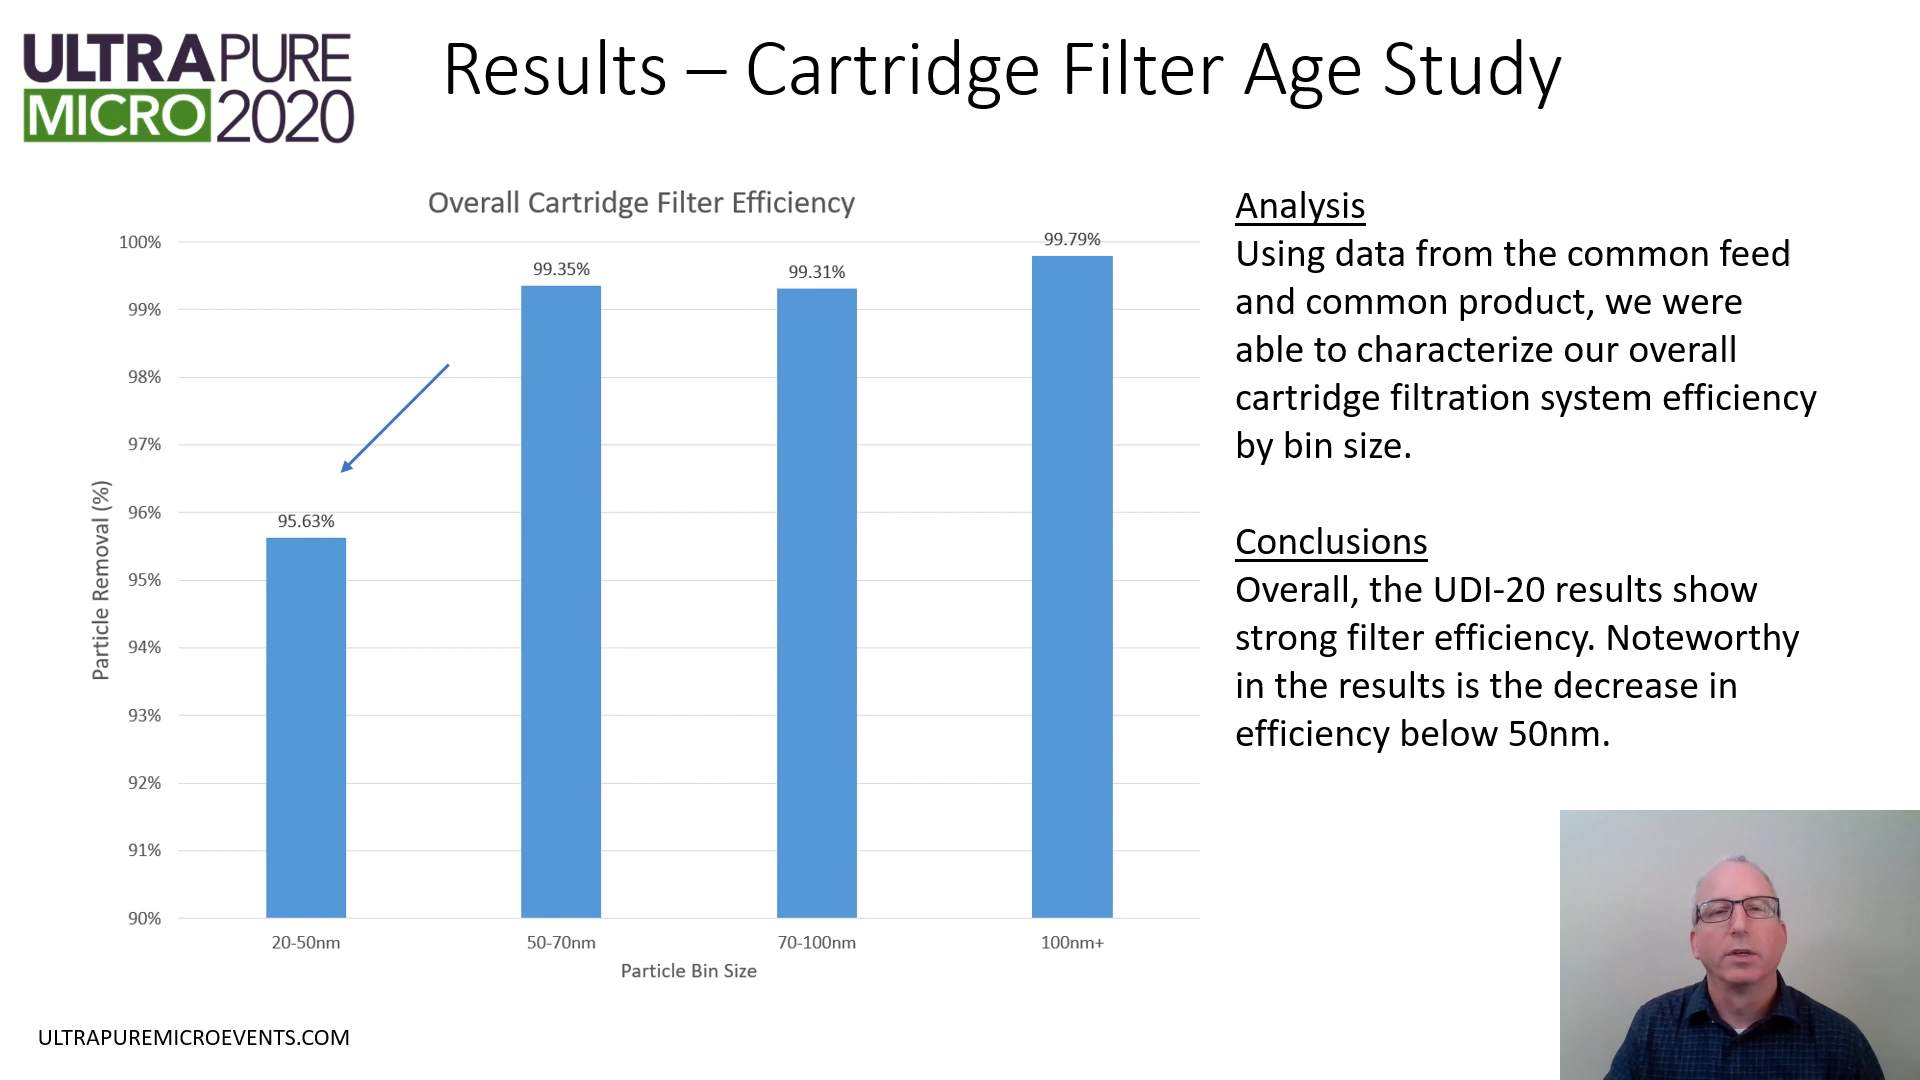 ULTRAPURE
MICRO 2020
Results – Cartridge Filter Age Study
Overall Cartridge Filter Efficiency
100%
99%
98%
97%
96%
95%
94%
93%
92%
91%
90%
Particle Removal (%)
95.63%
99.35%
99.31%
99.79%
20-50nm
50-70nm
70-100nm
100nm+
Particle Bin Size
Analysis
Using data from the common feed
and common product, we were
able to characterize our overall
cartridge filtration system efficiency
by bin size.
Conclusions
Overall, the UDI-20 results show
strong filter efficiency. Noteworthy
in the results is the decrease in
efficiency below 50nm.
ULTRAPUREMICROEVENTS.COM